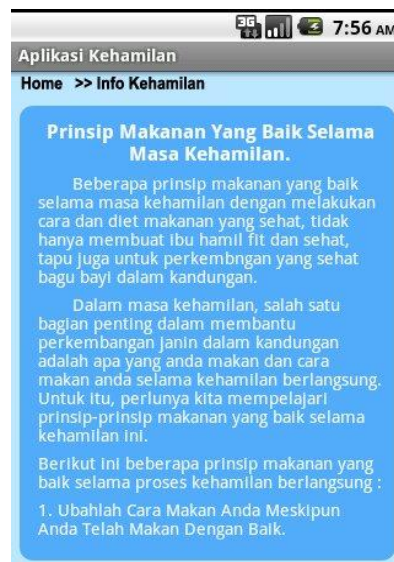 3G 7:56 AM
Aplikasi Kehamilan
Home >> Info Kehamilan
Prinsip Makanan Yang Baik Selama
Masa Kehamilan.
Beberapa prinsip makanan yang baik
selama masa kehamilan dengan melakukan
cara dan diet makanan yang sehat, tidak
hanya membuat ibu hamil fit dan sehat,
tapu juga untuk perkembngan yang sehat
bagu bayi dalam kandungan.
Dalam masa kehamilan, salah satu
bagian penting dalam membantu
perkembangan janin dalam kandungan
adalah apa yang anda makan dan cara
makan anda selama kehamilan berlangsung.
Untuk itu, perlunya kita mempelajari
prinsip-prinsip makanan yang baik selama
kehamilan ini.
Berikut ini beberapa prinsip makanan yang
baik selama proses kehamilan berlangsung :
1. Ubahlah Cara Makan Anda Meskipun
Anda Telah Makan Dengan Baik.